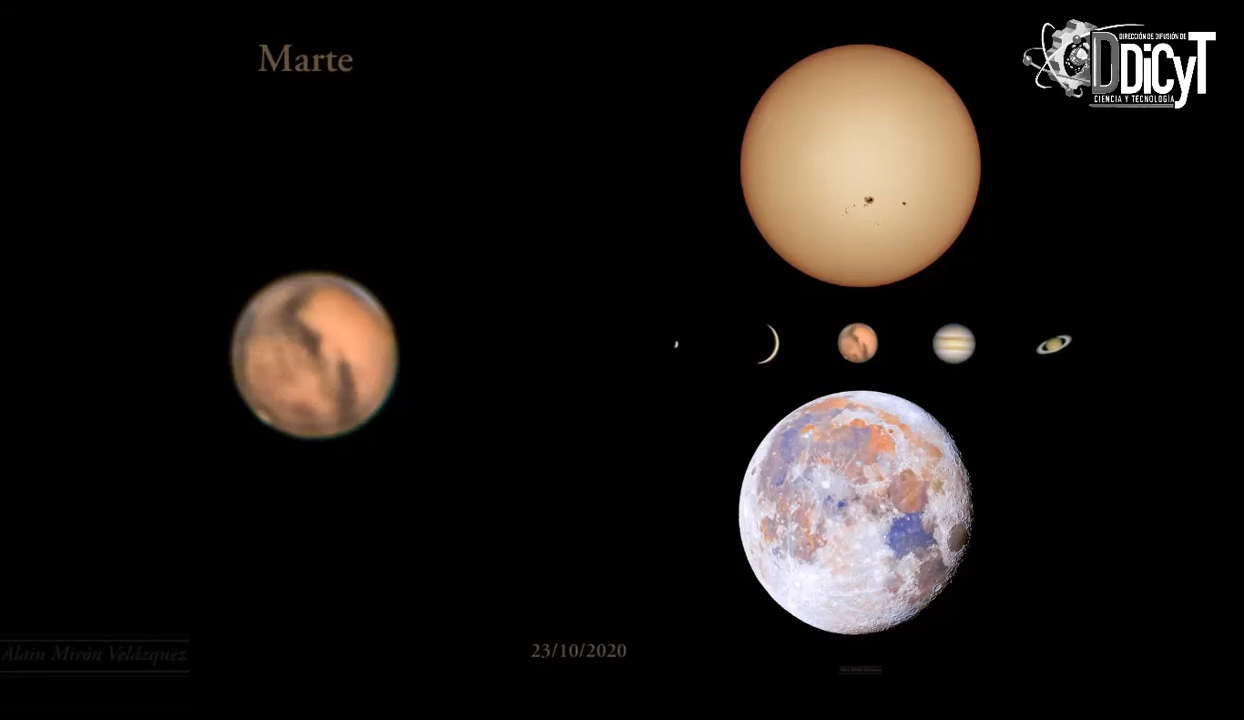 Marte
DIRECCIÓN DE DIFUSIÓN DE
DDiCyT
CIENCIA Y TECNOLOGÍA
23/10/2020
Alain Mirón Velázquez